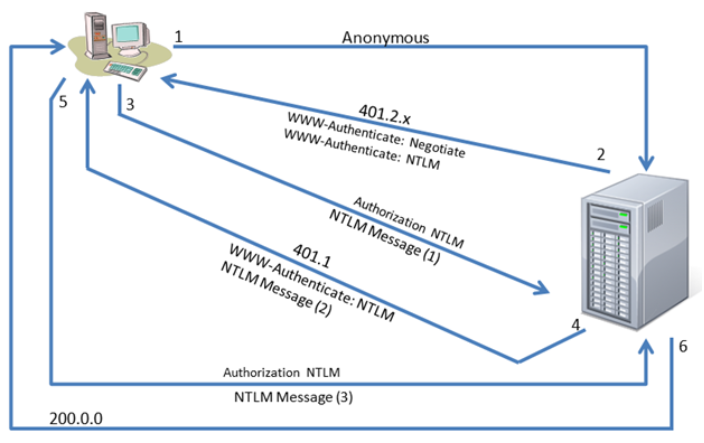 1
Anonymous
5
3
401.2.x
WWW-Authenticate: Negotiate
WWW-Authenticate: NTLM
2
Authorization NTLM
NTLM Message (1)
401.1
WWW-Authenticate: NTLM
NTLM Message (2)
4
6
Authorization NTLM
NTLM Message (3)
200.0.0